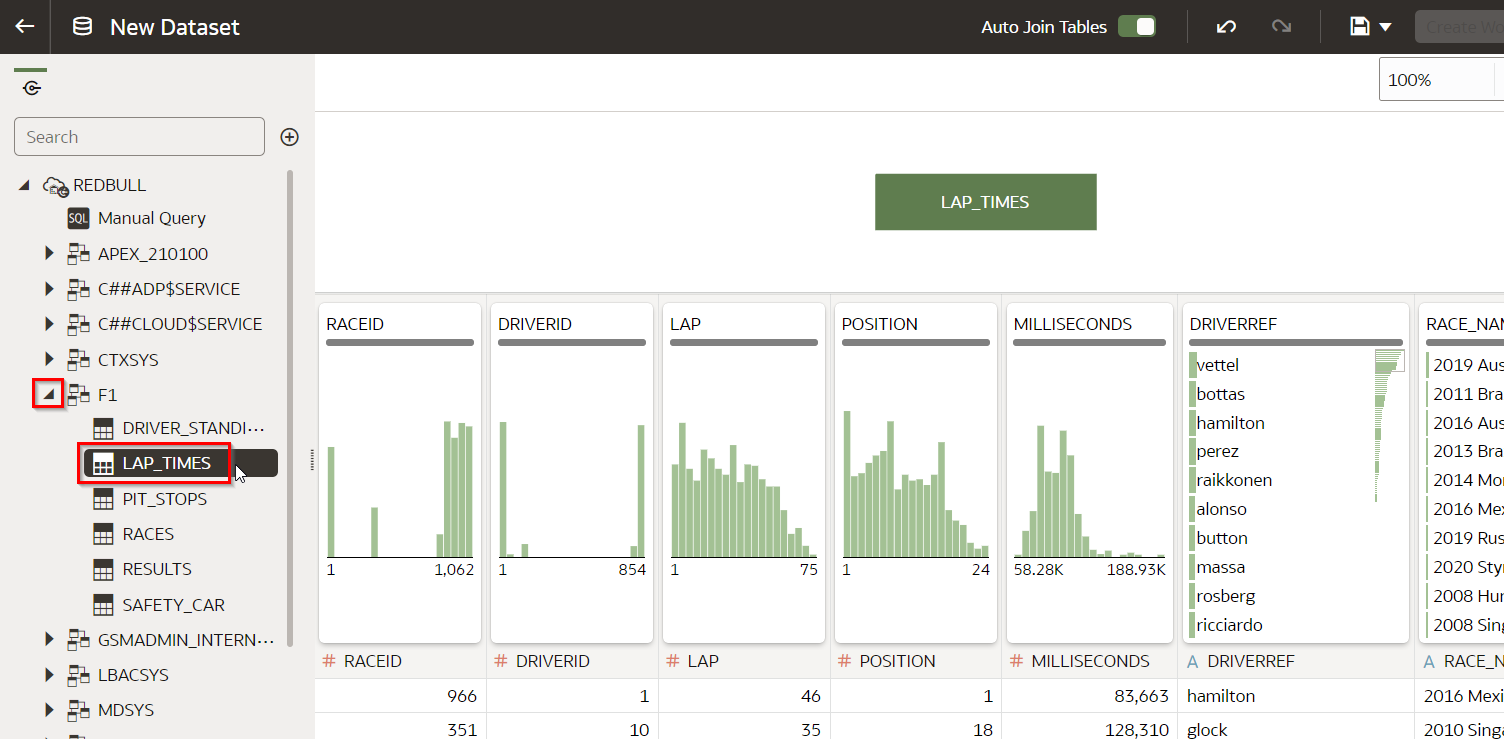 New Dataset
Auto Join Tables
Create Wo
100%
Search
REDBULL
SQL Manual Query
APEX_210100
C##ADP$SERVICE
C##CLOUD$SERVICE
CTXSYS
F1
DRIVER_STANDI···
LAP_TIMES
PIT_STOPS
RACES
RESULTS
SAFETY_CAR
GSMADMIN_INTERN···
LBACSYS
MDSYS
LAP_TIMES
RACEID
1 1,062
DRIVERID
1 854
LAP
1 75
POSITION
1 24
MILLISECONDS
58.28K 188.93K
DRIVERREF
vettel
bottas
hamilton
perez
raikkonen
alonso
button
massa
rosberg
ricciardo
RACE_NAM
2019 Aus
2011 Bra
2016 Aus
2013 Bra
2014 Mon
2016 Mex
2019 Rus
2020 Sty
2008 Hun
2008 Sing
# RACEID # DRIVERID # LAP # POSITION # MILLISECONDS A DRIVERREF A RACE_N
966 1 46 1 83,663 hamilton 2016 Mexi
351 10 35 18 128,310 glock 2010 Singa